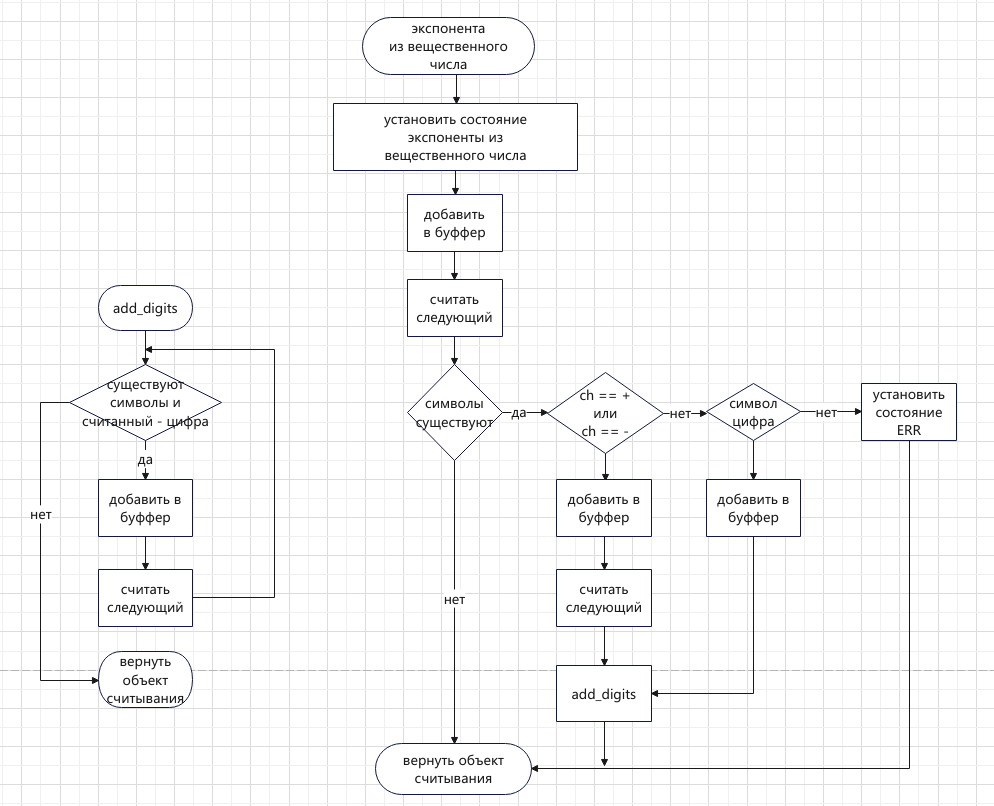 экспонента
из вещественного
числа
установить состояние
экспоненты из
вещественного числа
добавить
в буффер
считать
следующий
символы
существуют
да
ch == +
или
ch == -
нет
символ
цифра
нет
установить
состояние
ERR
добавить в
буффер
добавить в
буффер
считать
следующий
нет
add_digits
вернуть объект
считывания
add_digits
существуют
символы и
считанный - цифра
да
добавить в
буффер
нет
считать
следующий
вернуть
объект
считывания